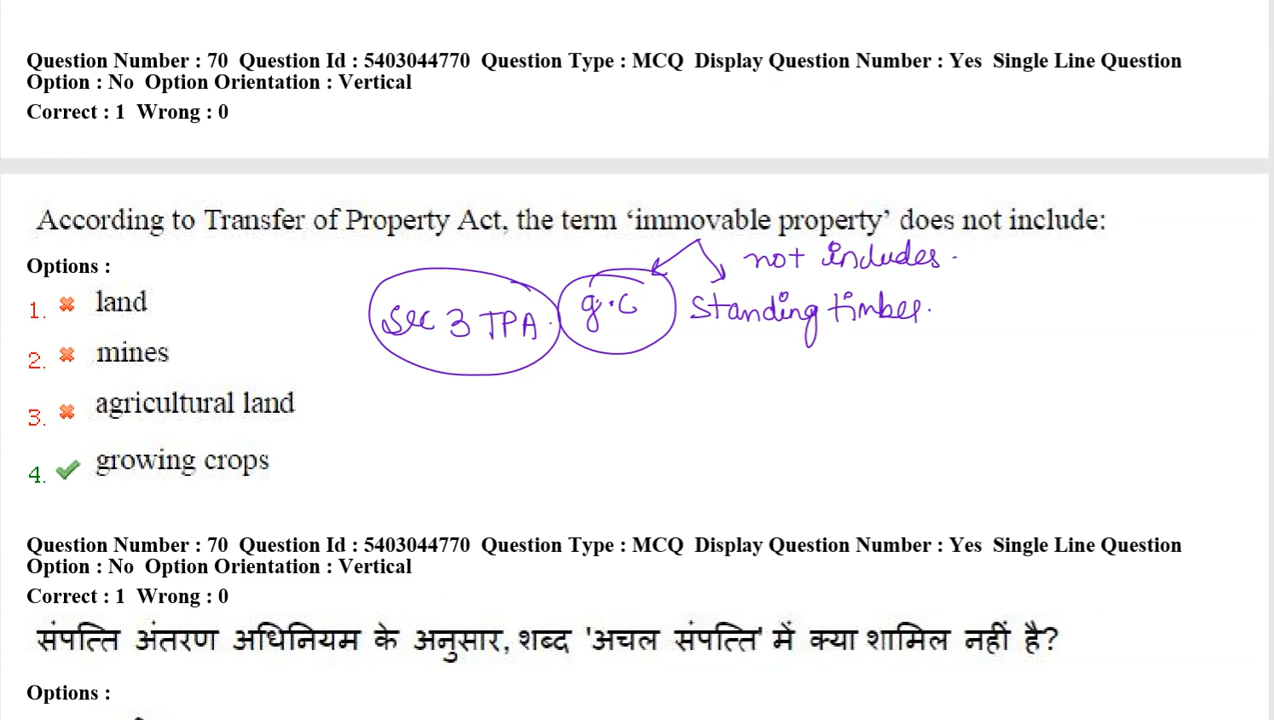 Question Number : 70 Question Id : 5403044770 Question Type : MCQ Display Question Number : Yes Single Line Question
Option : No Option Orientation : Vertical
Correct : 1 Wrong : 0
According to Transfer of Property Act, the term ‘immovable property’ does not include:
not includes.
Options :
1. land
Sec 3 TPA. g.c standing timber.
2. mines
3. agricultural land
4. growing crops
Question Number : 70 Question Id : 5403044770 Question Type : MCQ Display Question Number : Yes Single Line Question
Option : No Option Orientation : Vertical
Correct : 1 Wrong : 0
संपत्ति अंतरण अधिनियम के अनुसार, शब्द 'अचल संपत्ति' में क्या शामिल नहीं है?
Options :